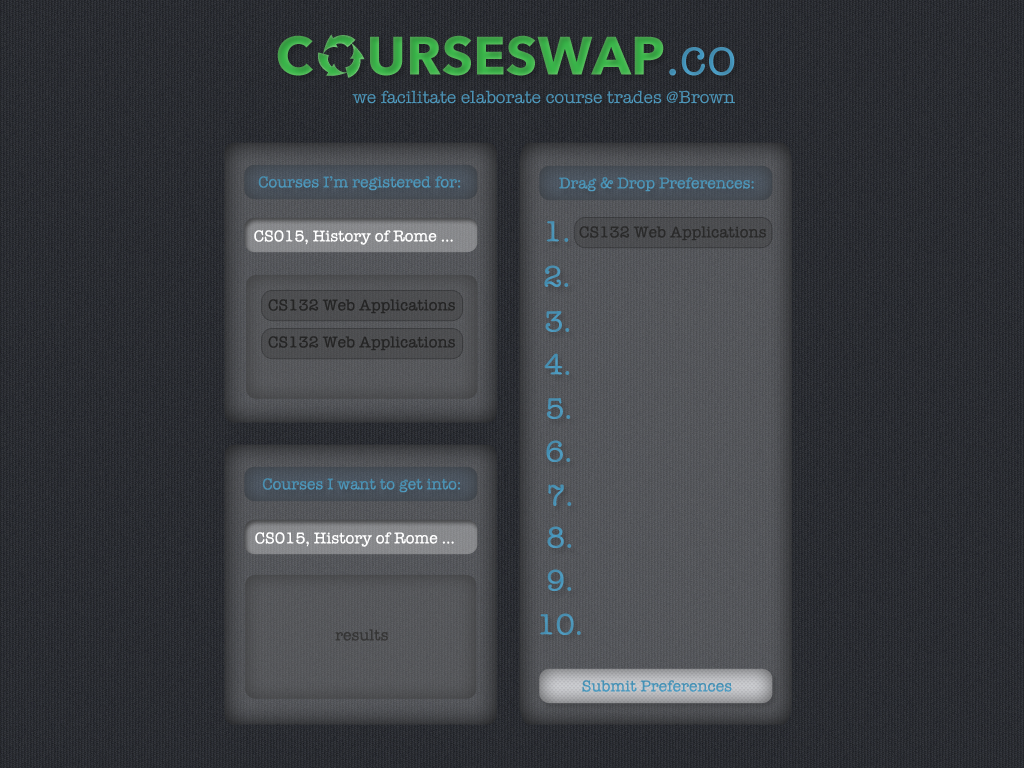 COURSESWAP.CO
we facilitate elaborate course trades @Brown
Courses I'm registered for:
CS015, History of Rome ...
CS132 Web Applications
CS132 Web Applications
Courses I want to get into:
CS015, History of Rome ...
results
Drag & Drop Preferences:
1. CS132 Web Applications
2.
3.
4.
5.
6.
7.
8.
9.
10.
Submit Preferences